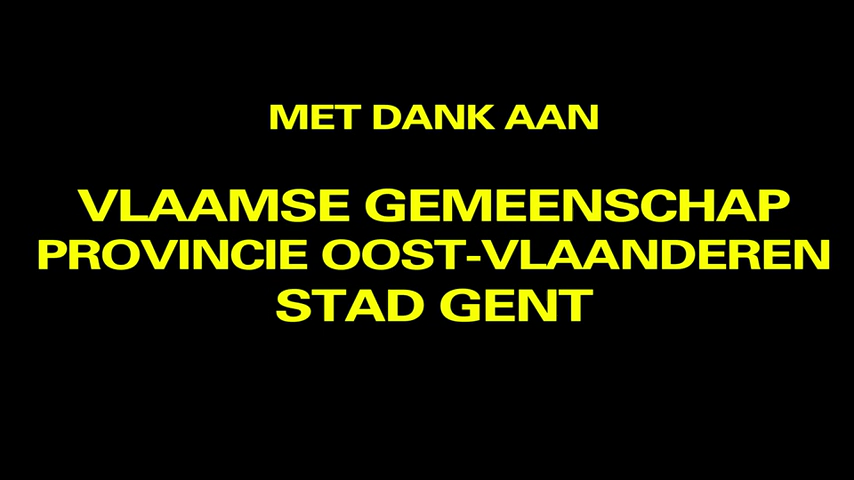 MET DANK AAN
VLAAMSE GEMEENSCHAP
PROVINCIE OOST-VLAANDEREN
STAD GENT